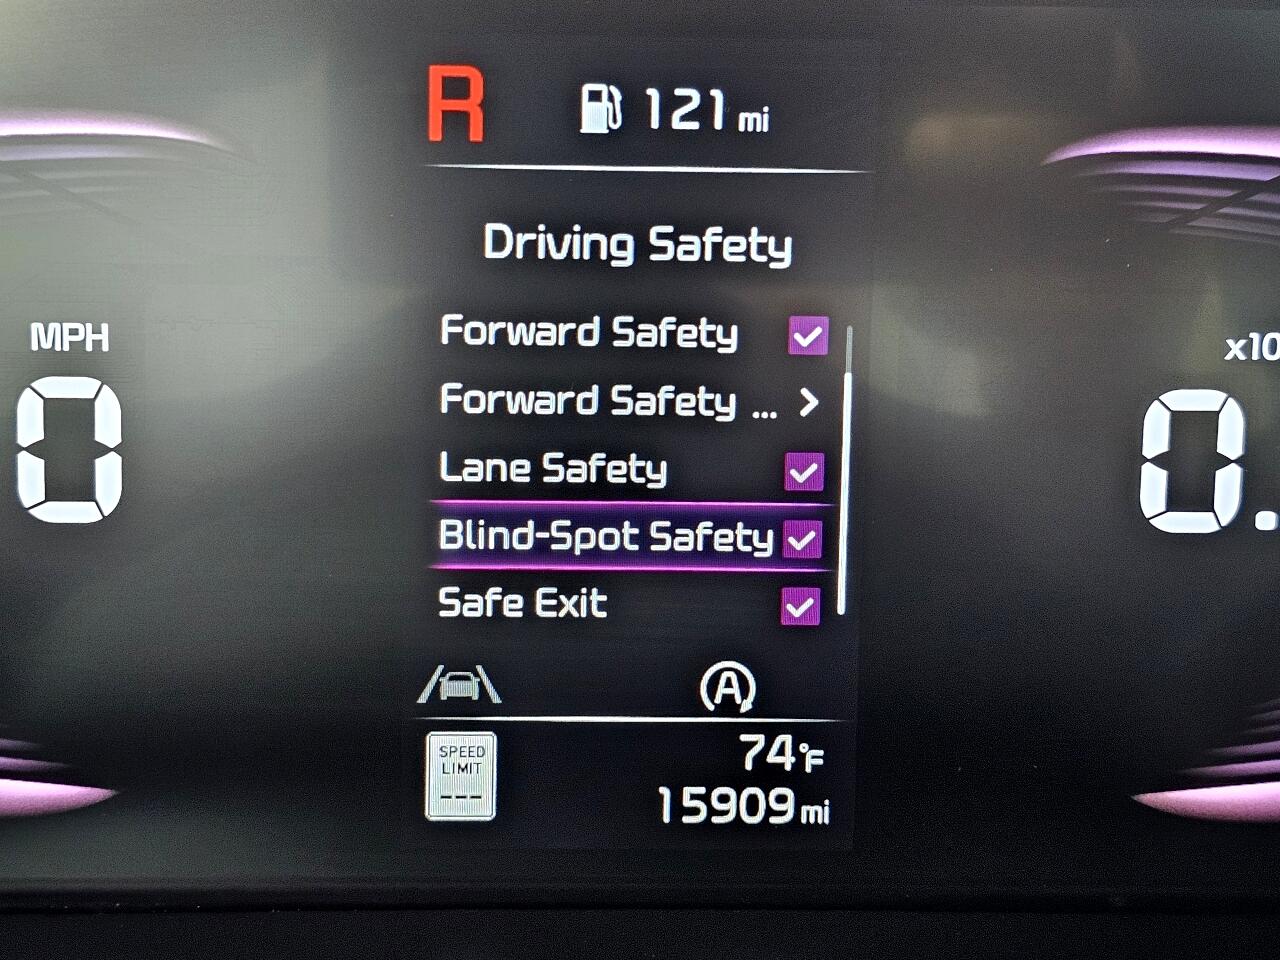 R 121 mi
Driving Safety
Forward Safety
Forward Safety ... >
Lane Safety
Blind-Spot Safety
Safe Exit
MPH
0
x10
0.
A
SPEED
LIMIT
---
74°F
15909 mi